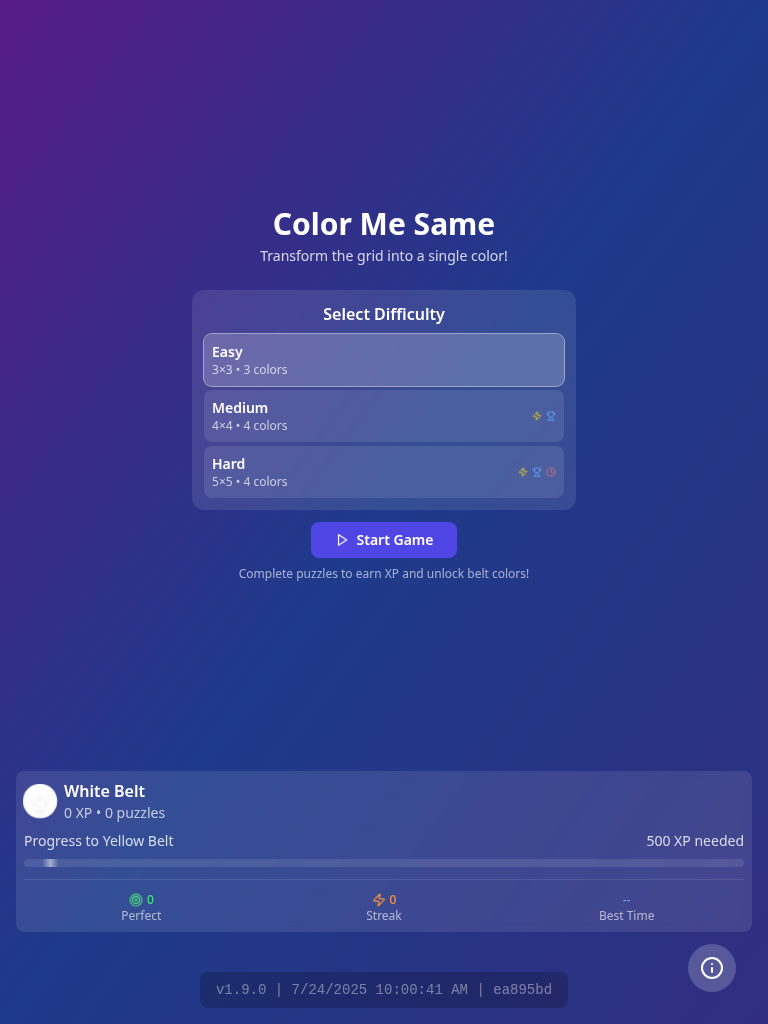 Color Me Same
Transform the grid into a single color!
Select Difficulty
Easy
3×3 • 3 colors
Medium
4×4 • 4 colors
Hard
5×5 • 4 colors
Start Game
Complete puzzles to earn XP and unlock belt colors!
White Belt
0 XP • 0 puzzles
Progress to Yellow Belt 500 XP needed
0 0 --
Perfect Streak Best Time
v1.9.0 | 7/24/2025 10:00:41 AM | ea895bd